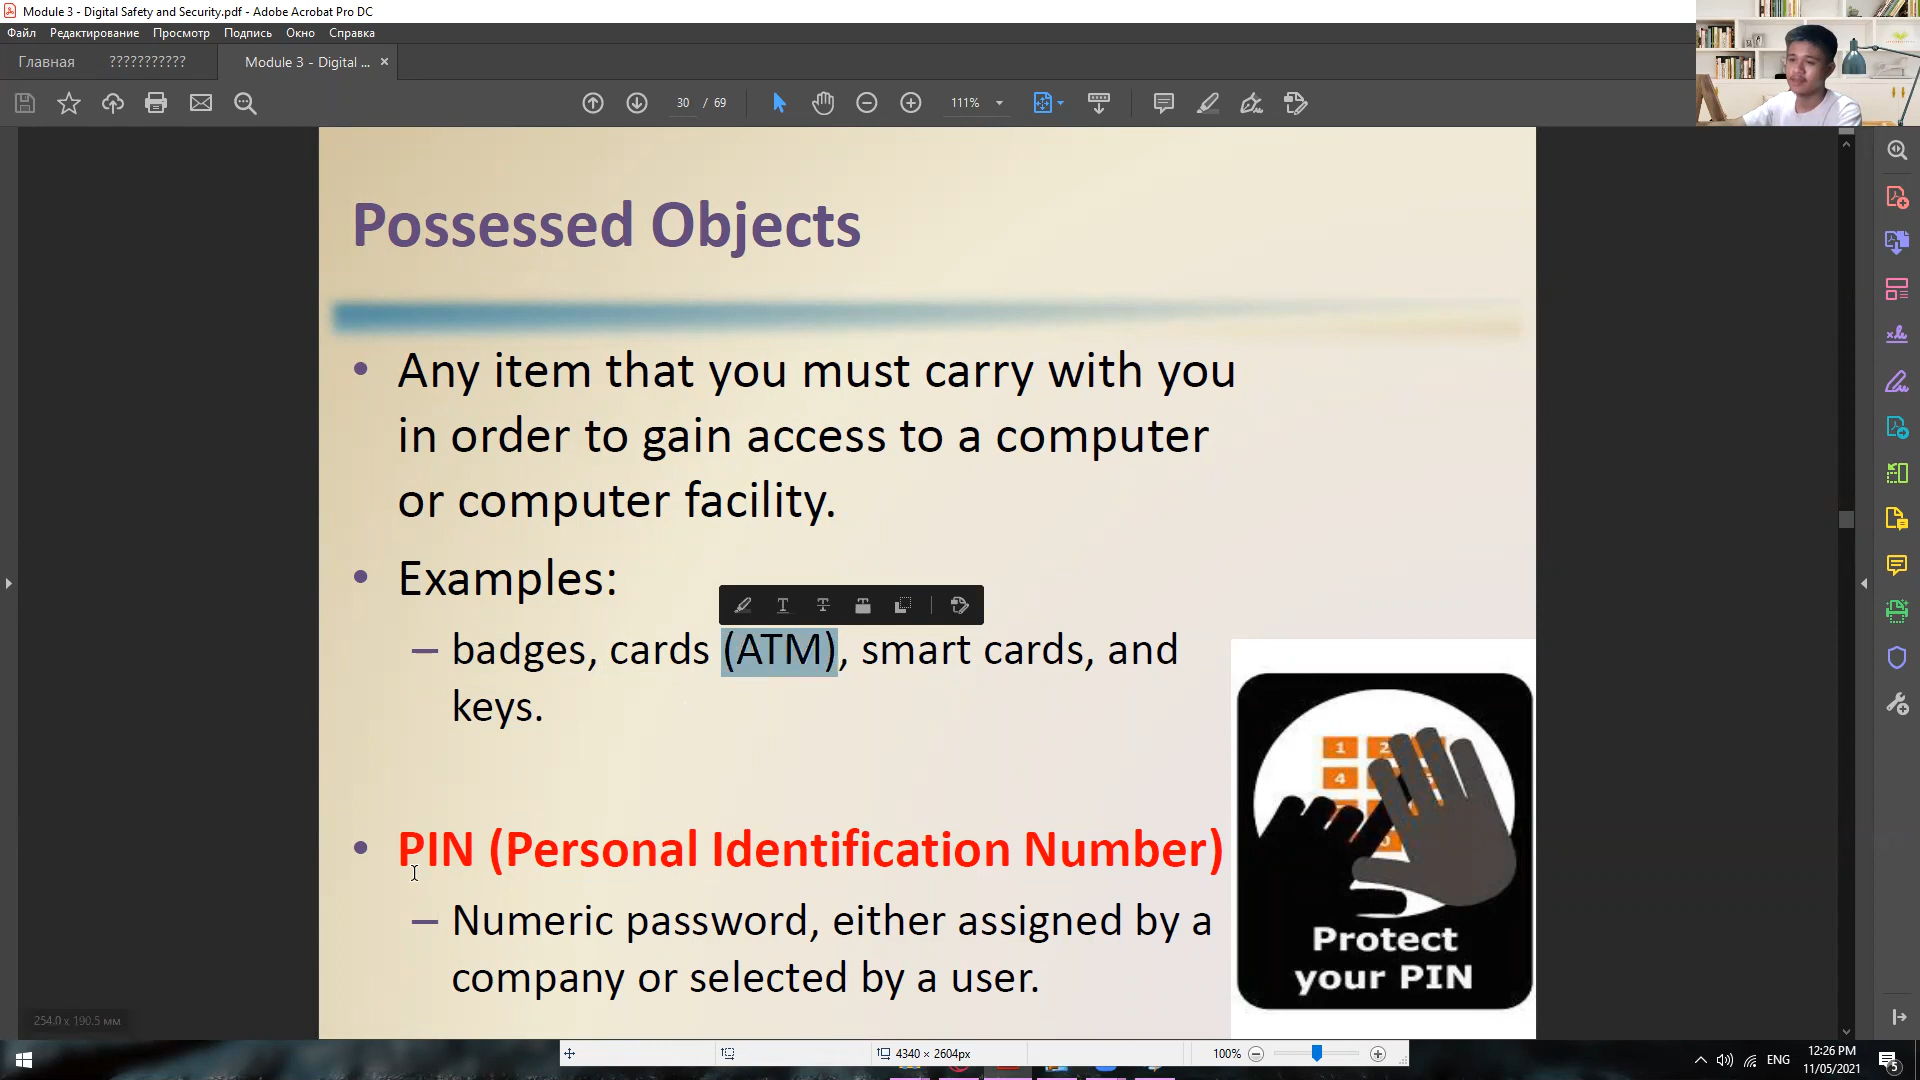 Module 3 - Digital Safety and Security.pdf - Adobe Acrobat Pro DC
Файл Редактирование Просмотр Подпись Окно Справка
Главная ??????????? Module 3 - Digital ... ×
30 / 69 111%
Possessed Objects
• Any item that you must carry with you
in order to gain access to a computer
or computer facility.
• Examples:
– badges, cards (ATM), smart cards, and
keys.
1 2
4
• PIN (Personal Identification Number)
– Numeric password, either assigned by a
company or selected by a user.
Protect
your PIN
254.0 x 190.5 мм
4340 × 2604px 100%
ENG
12:26 PM
11/05/2021
5